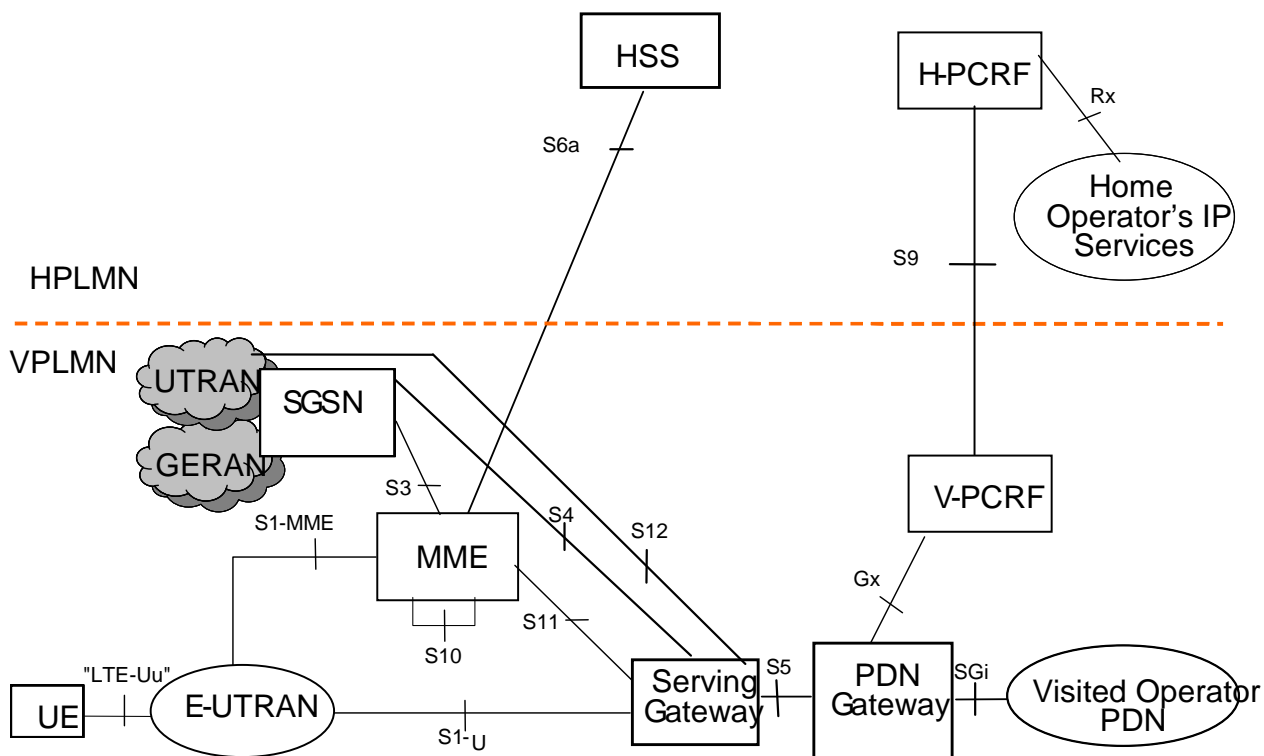 HSS
H-PCRF
Rx
S6a
Home
Operator's IP
Services
S9
HPLMN
VPLMN
UTRAN
SGSN
GERAN
S3
V-PCRF
S1-MME
S4
S12
MME
Gx
S11
S10
"LTE-Uu"
UE
E-UTRAN
S1-U
Serving
Gateway
S5
PDN
Gateway
SGi
Visited Operator
PDN